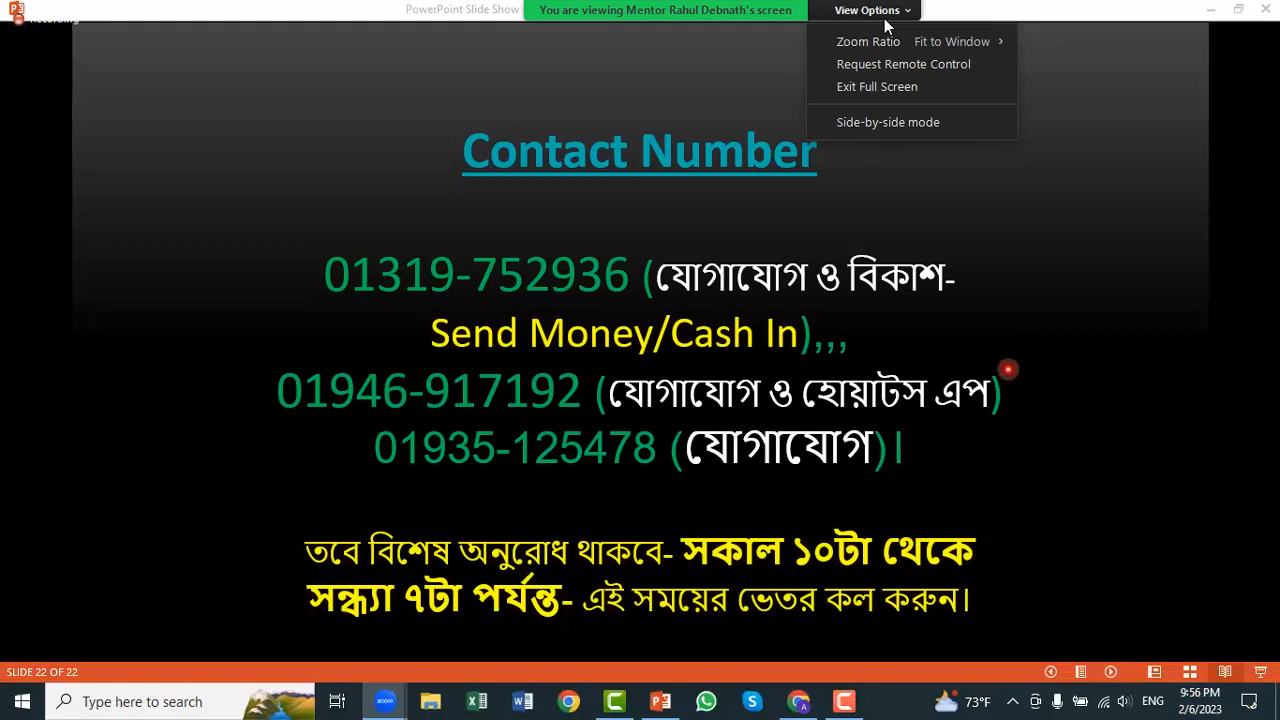 PowerPoint Slide Show -
You are viewing Mentor Rahul Debnath's screen
View Options
Recording
Zoom Ratio Fit to Window
Request Remote Control
Exit Full Screen
Side-by-side mode
Contact Number
01319-752936 (যোগাযোগ ও বিকাশ-
Send Money/Cash In),,,
01946-917192 (যোগাযোগ ও হোয়াটস এপ)
01935-125478 (যোগাযোগ)।
তবে বিশেষ অনুরোধ থাকবে- সকাল ১০টা থেকে
সন্ধ্যা ৭টা পর্যন্ত- এই সময়ের ভেতর কল করুন।
SLIDE 22 OF 22
Type here to search
zoom
73°F
ENG
9:56 PM
2/6/2023